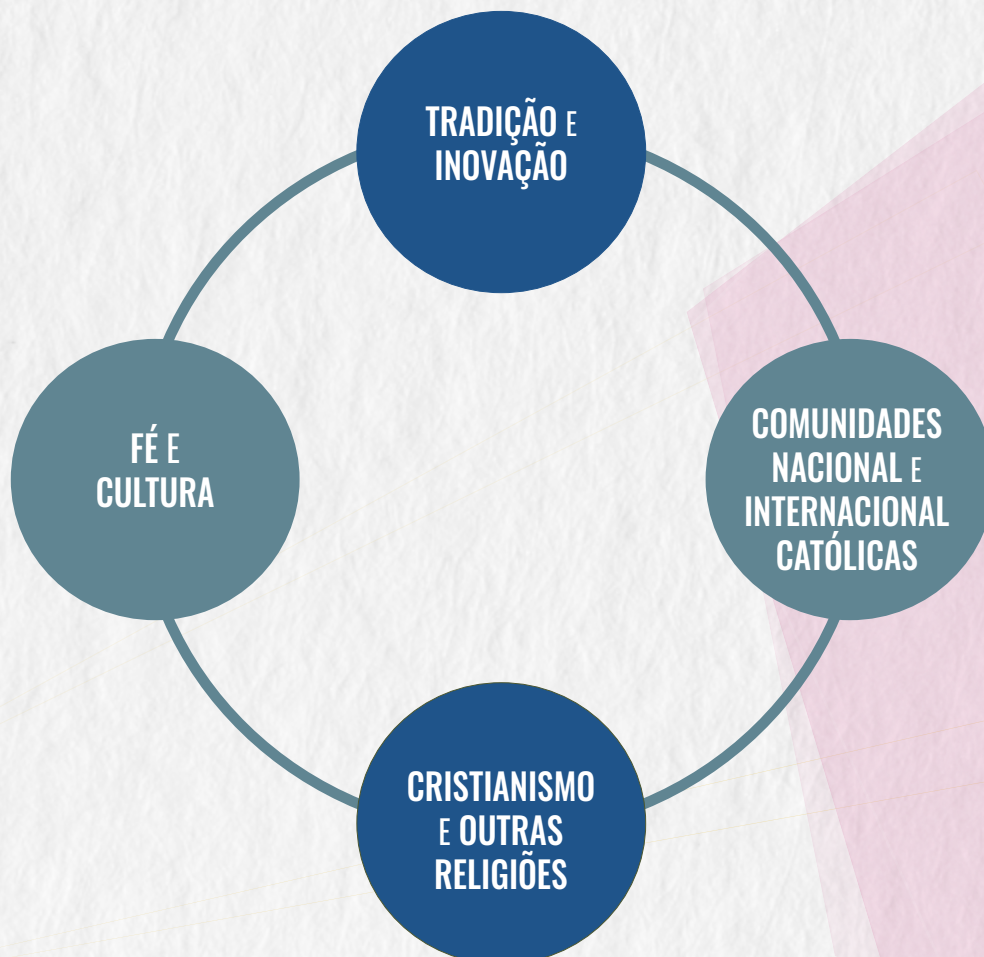 TRADIÇÃO E
INOVAÇÃO
FÉ E
CULTURA
COMUNIDADES
NACIONAL E
INTERNACIONAL
CATÓLICAS
CRISTIANISMO
E OUTRAS
RELIGIÕES